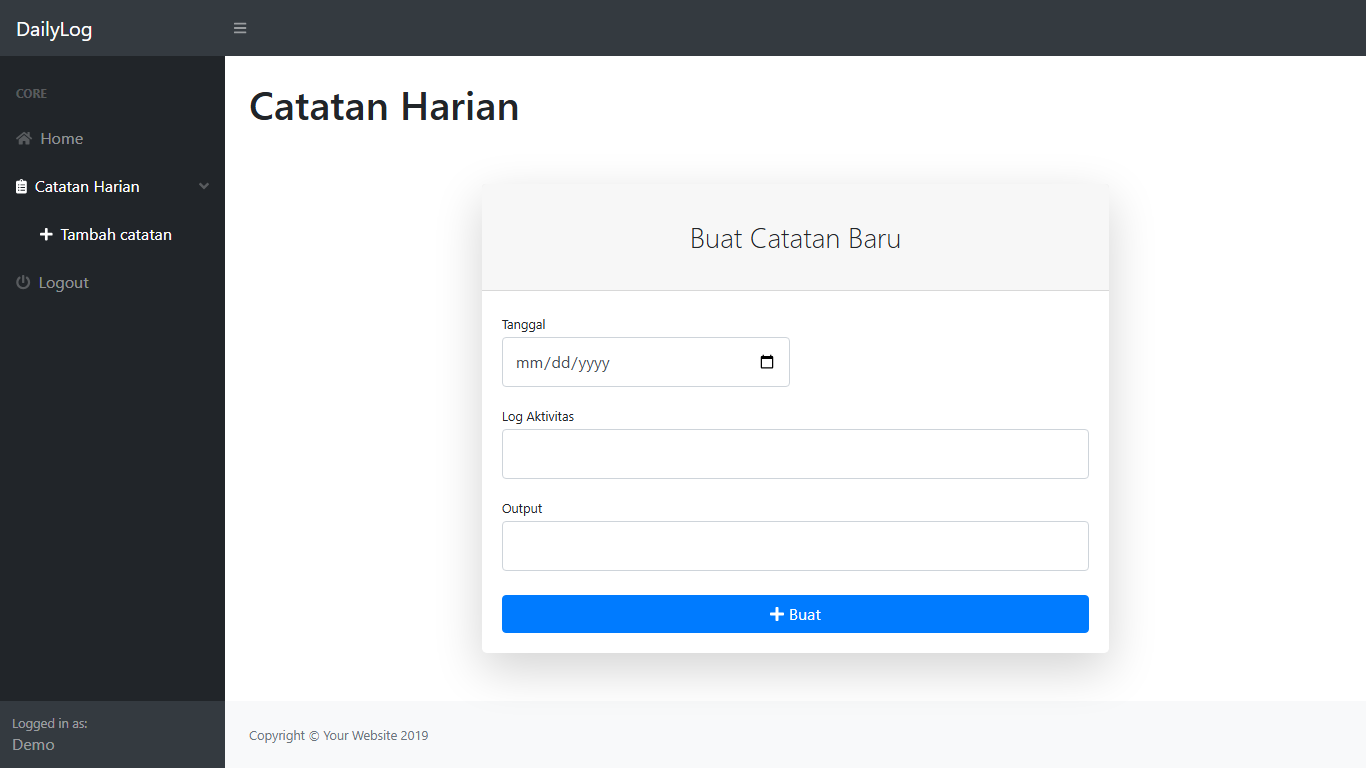 DailyLog
CORE
Home
Catatan Harian
Tambah catatan
Logout
Logged in as:
Demo
Catatan Harian
Buat Catatan Baru
Tanggal
mm/dd/yyyy
Log Aktivitas
Output
Buat
Copyright © Your Website 2019